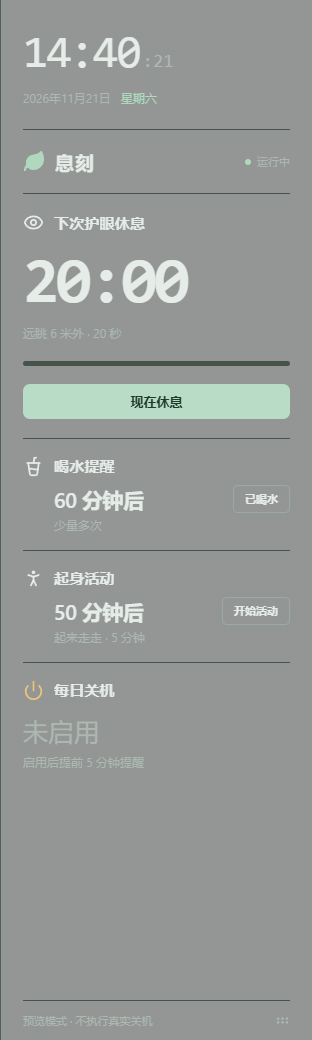 14:40:21
2026年11月21日 星期六
息刻 运行中
下次护眼休息
20:00
远眺 6 米外 · 20 秒
现在休息
喝水提醒
60 分钟后 已喝水
少量多次
起身活动
50 分钟后 开始活动
起来走走 · 5 分钟
每日关机
未启用
启用后提前 5 分钟提醒
预览模式 · 不执行真实关机